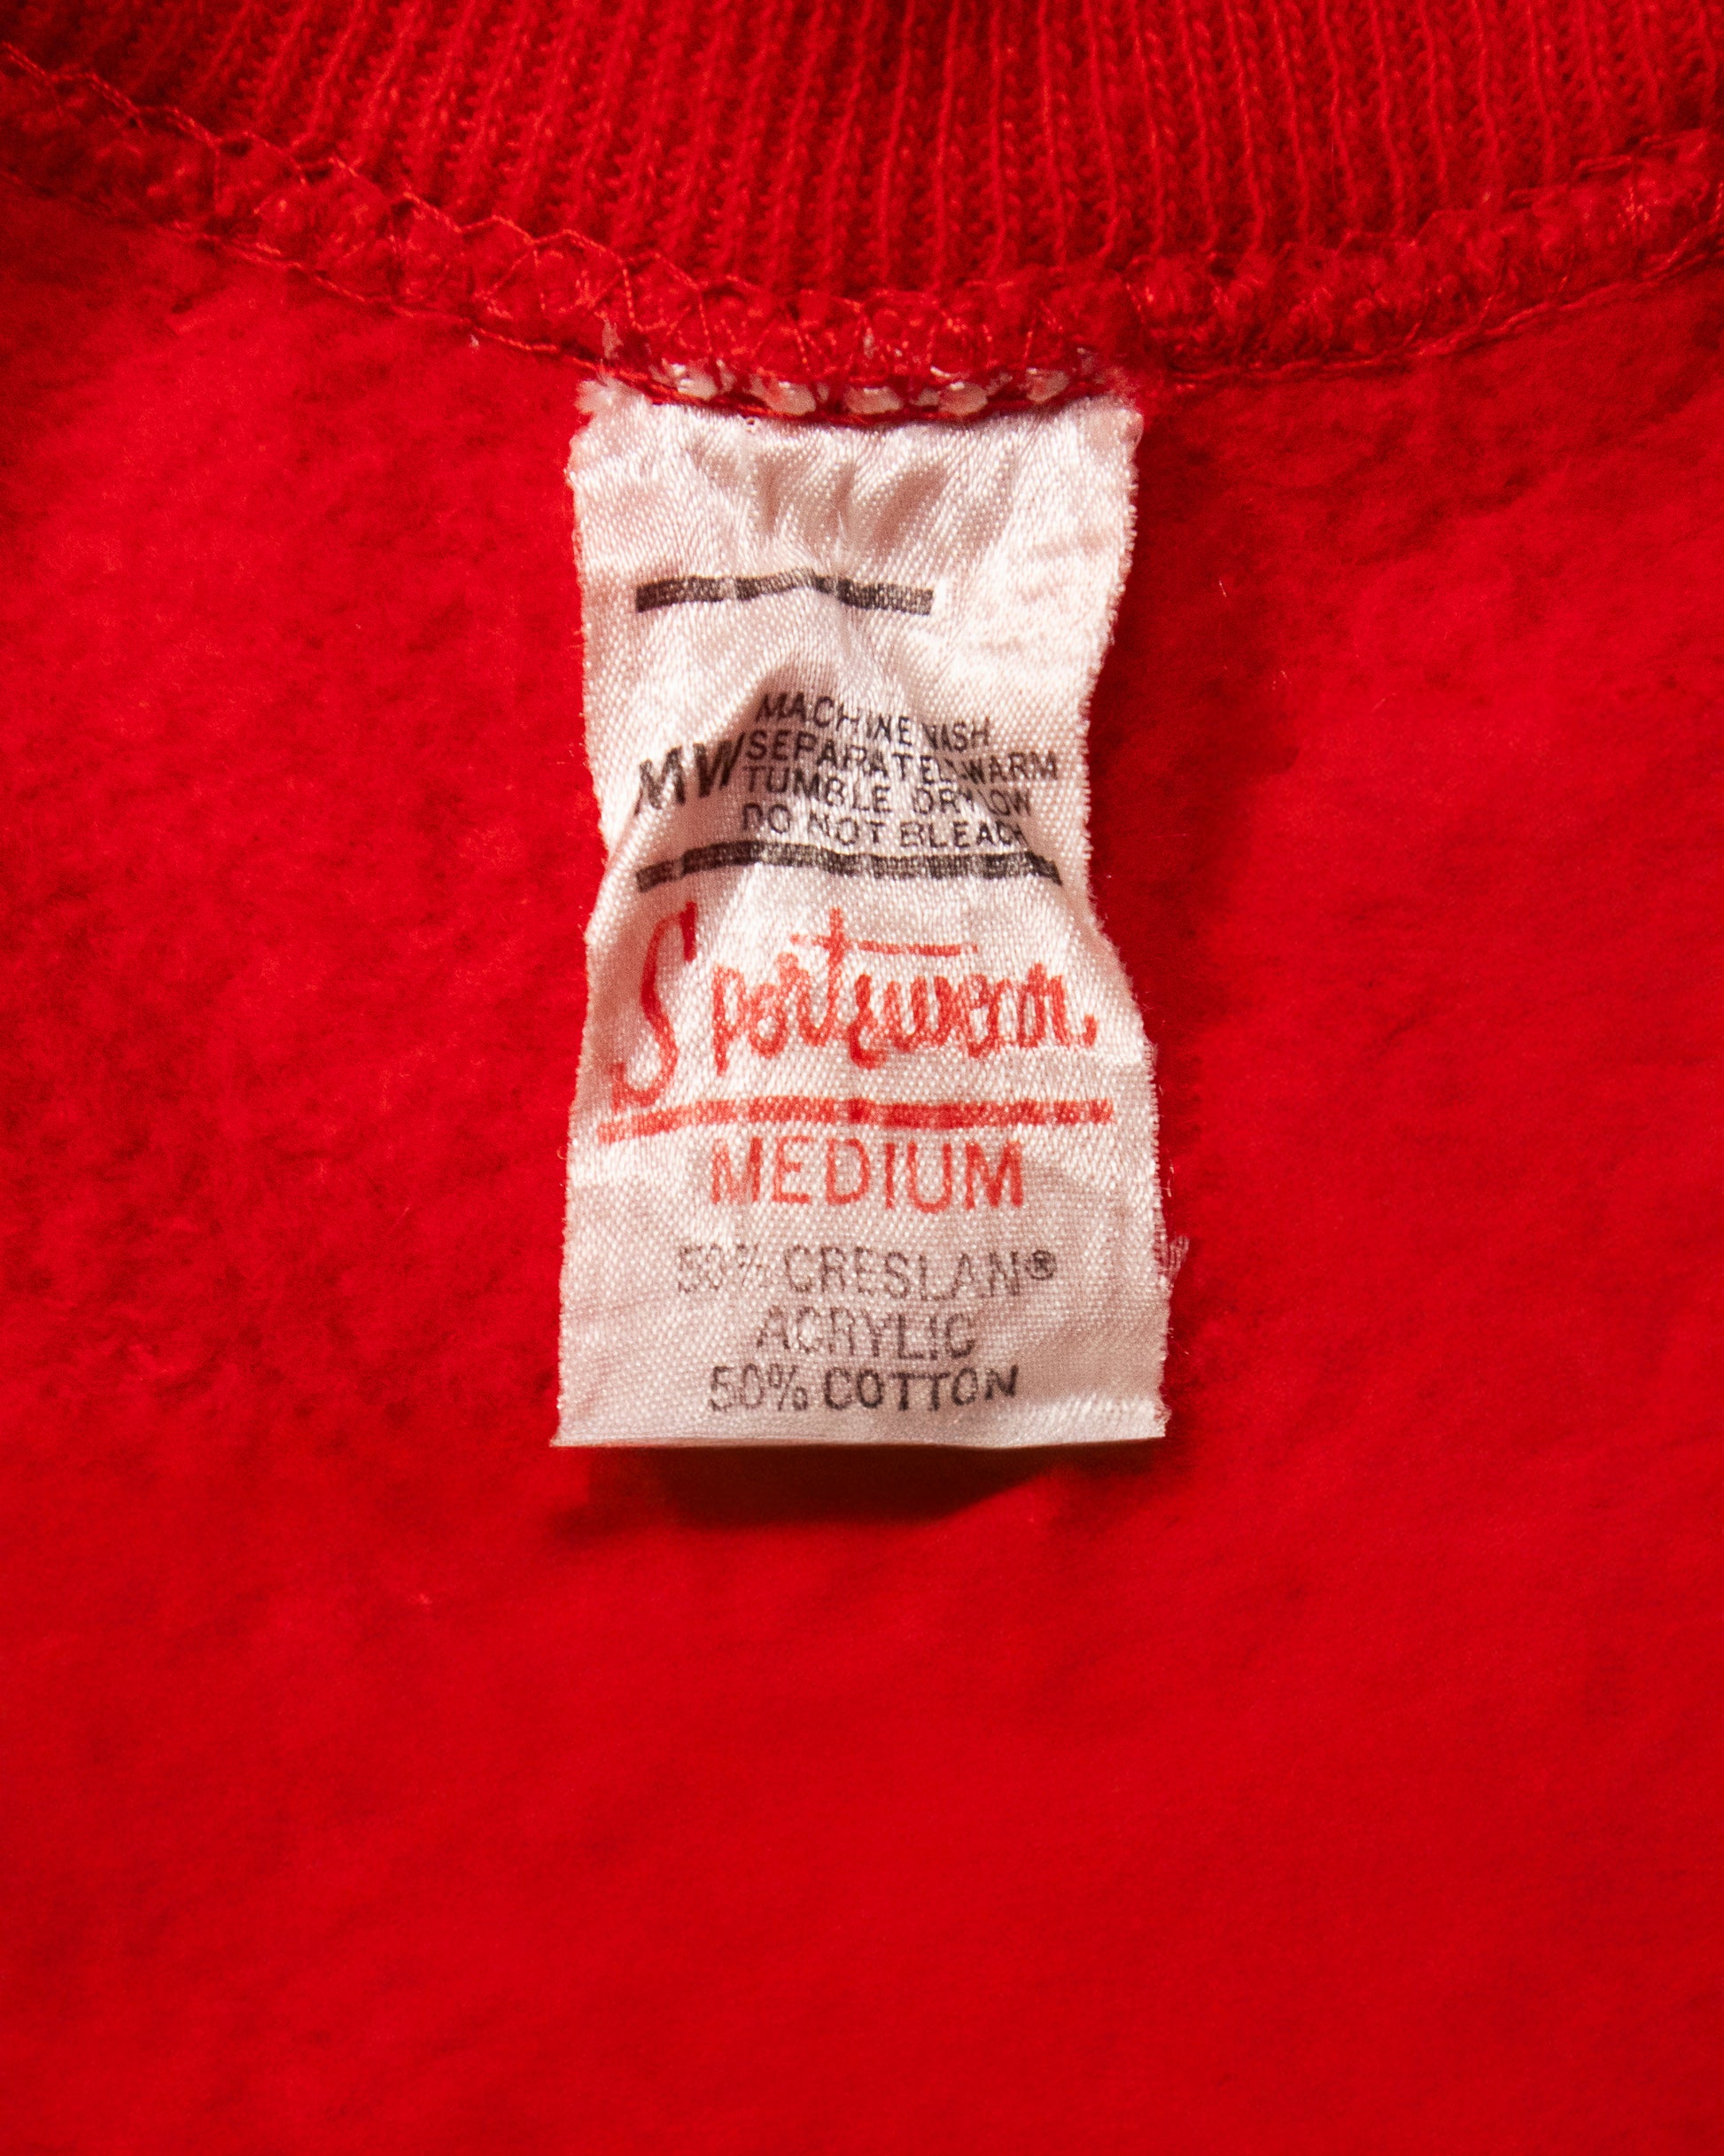 MACHINE WASH
MW SEPARATELY WARM
TUMBLE DRY LOW
DO NOT BLEACH
Sportswear
MEDIUM
50% CRESLAN®
ACRYLIC
50% COTTON